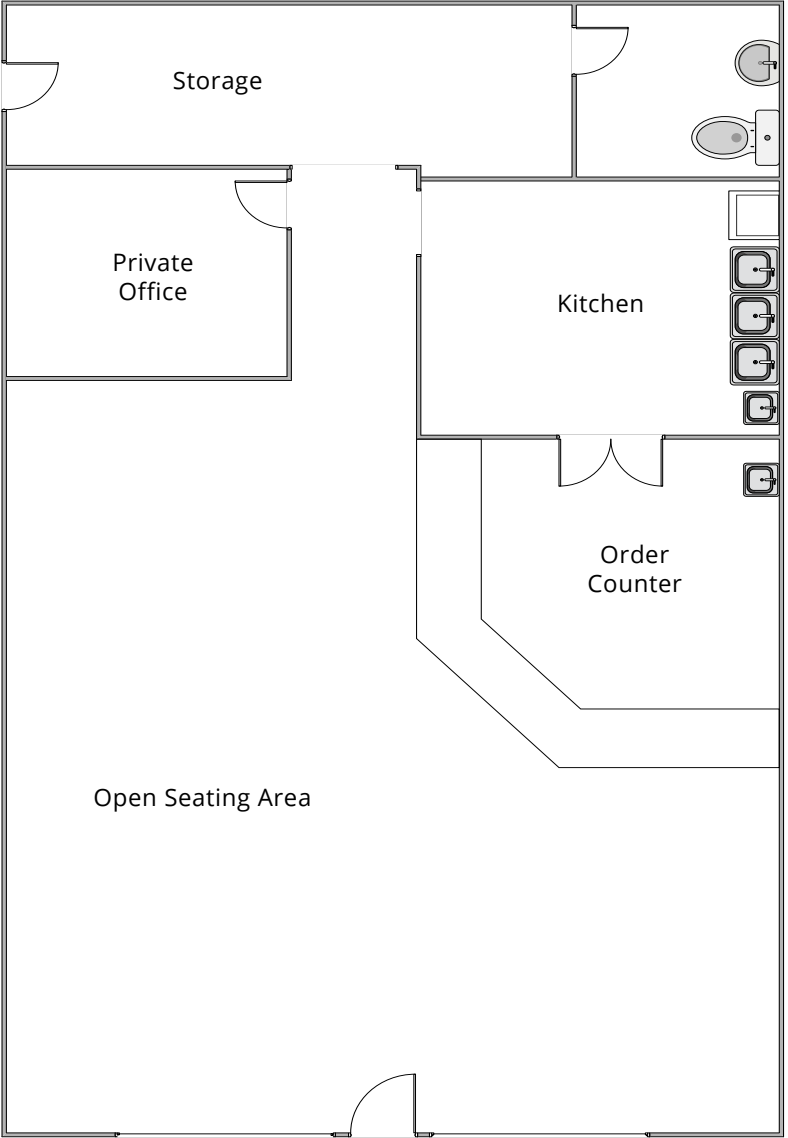 Storage
Private
Office
Kitchen
Order
Counter
Open Seating Area